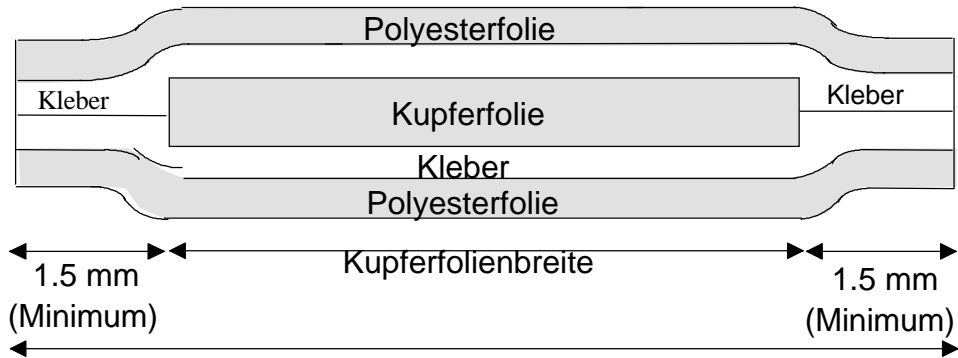 Polyesterfolie
Kleber
Kleber
Kupferfolie
Kleber
Polyesterfolie
Kupferfolienbreite
1.5 mm
(Minimum)
1.5 mm
(Minimum)